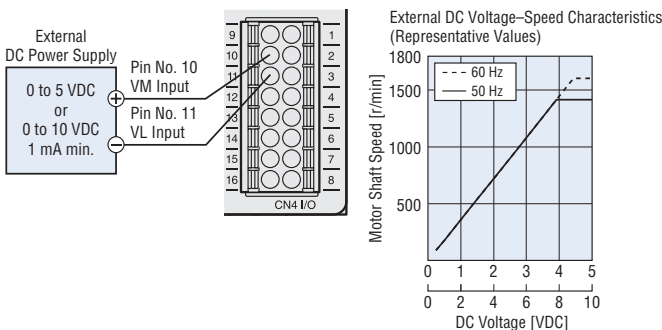 External
DC Power Supply
0 to 5 VDC
or
0 to 10 VDC
1 mA min.
+
−
Pin No. 10
VM Input
Pin No. 11
VL Input
9 1
10 2
11 3
12 4
13 5
14 6
15 7
16 8
CN4 I/O
External DC Voltage–Speed Characteristics
(Representative Values)
Motor Shaft Speed [r/min]
1800
1500
1000
500
60 Hz
50 Hz
0 1 2 3 4 5
0 2 4 6 8 10
DC Voltage [VDC]